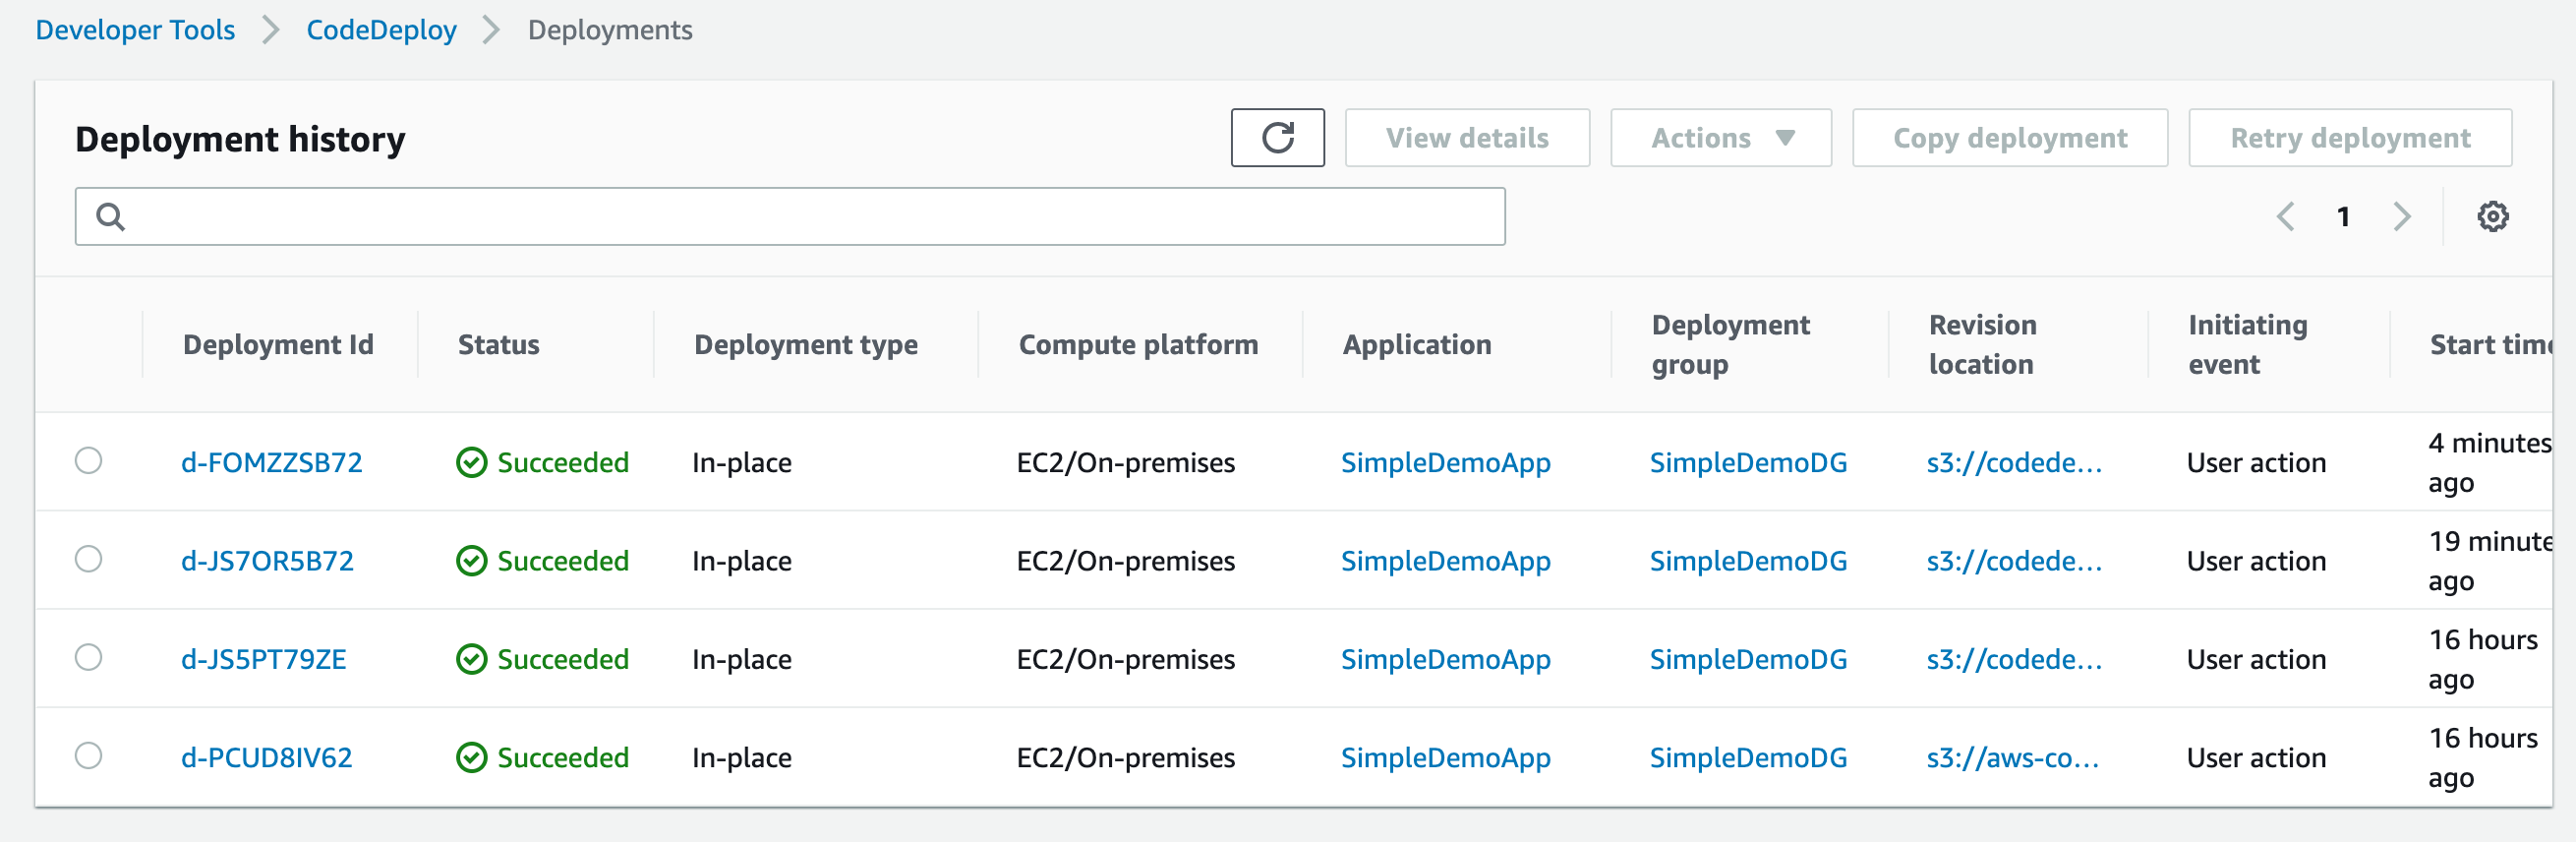 Developer Tools > CodeDeploy > Deployments
Deployment history
View details
Actions
Copy deployment
Retry deployment
1
Deployment Id Status Deployment type Compute platform Application Deployment group Revision location Initiating event Start time
d-FOMZZSB72 Succeeded In-place EC2/On-premises SimpleDemoApp SimpleDemoDG s3://codede... User action 4 minutes ago
d-JS7OR5B72 Succeeded In-place EC2/On-premises SimpleDemoApp SimpleDemoDG s3://codede... User action 19 minute ago
d-JS5PT79ZE Succeeded In-place EC2/On-premises SimpleDemoApp SimpleDemoDG s3://codede... User action 16 hours ago
d-PCUD8IV62 Succeeded In-place EC2/On-premises SimpleDemoApp SimpleDemoDG s3://aws-co... User action 16 hours ago